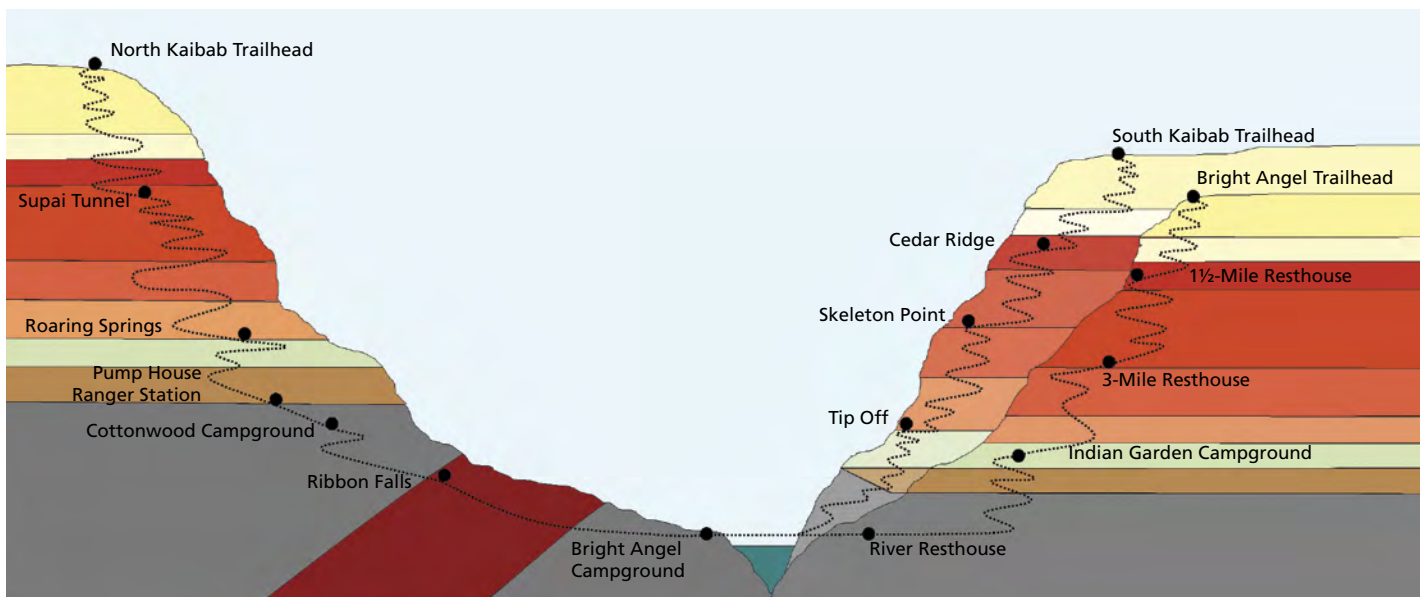 North Kaibab Trailhead
South Kaibab Trailhead
Bright Angel Trailhead
Supai Tunnel
Cedar Ridge
1½-Mile Resthouse
Skeleton Point
Roaring Springs
Pump House
Ranger Station
3-Mile Resthouse
Cottonwood Campground
Tip Off
Indian Garden Campground
Ribbon Falls
Bright Angel
Campground
River Resthouse